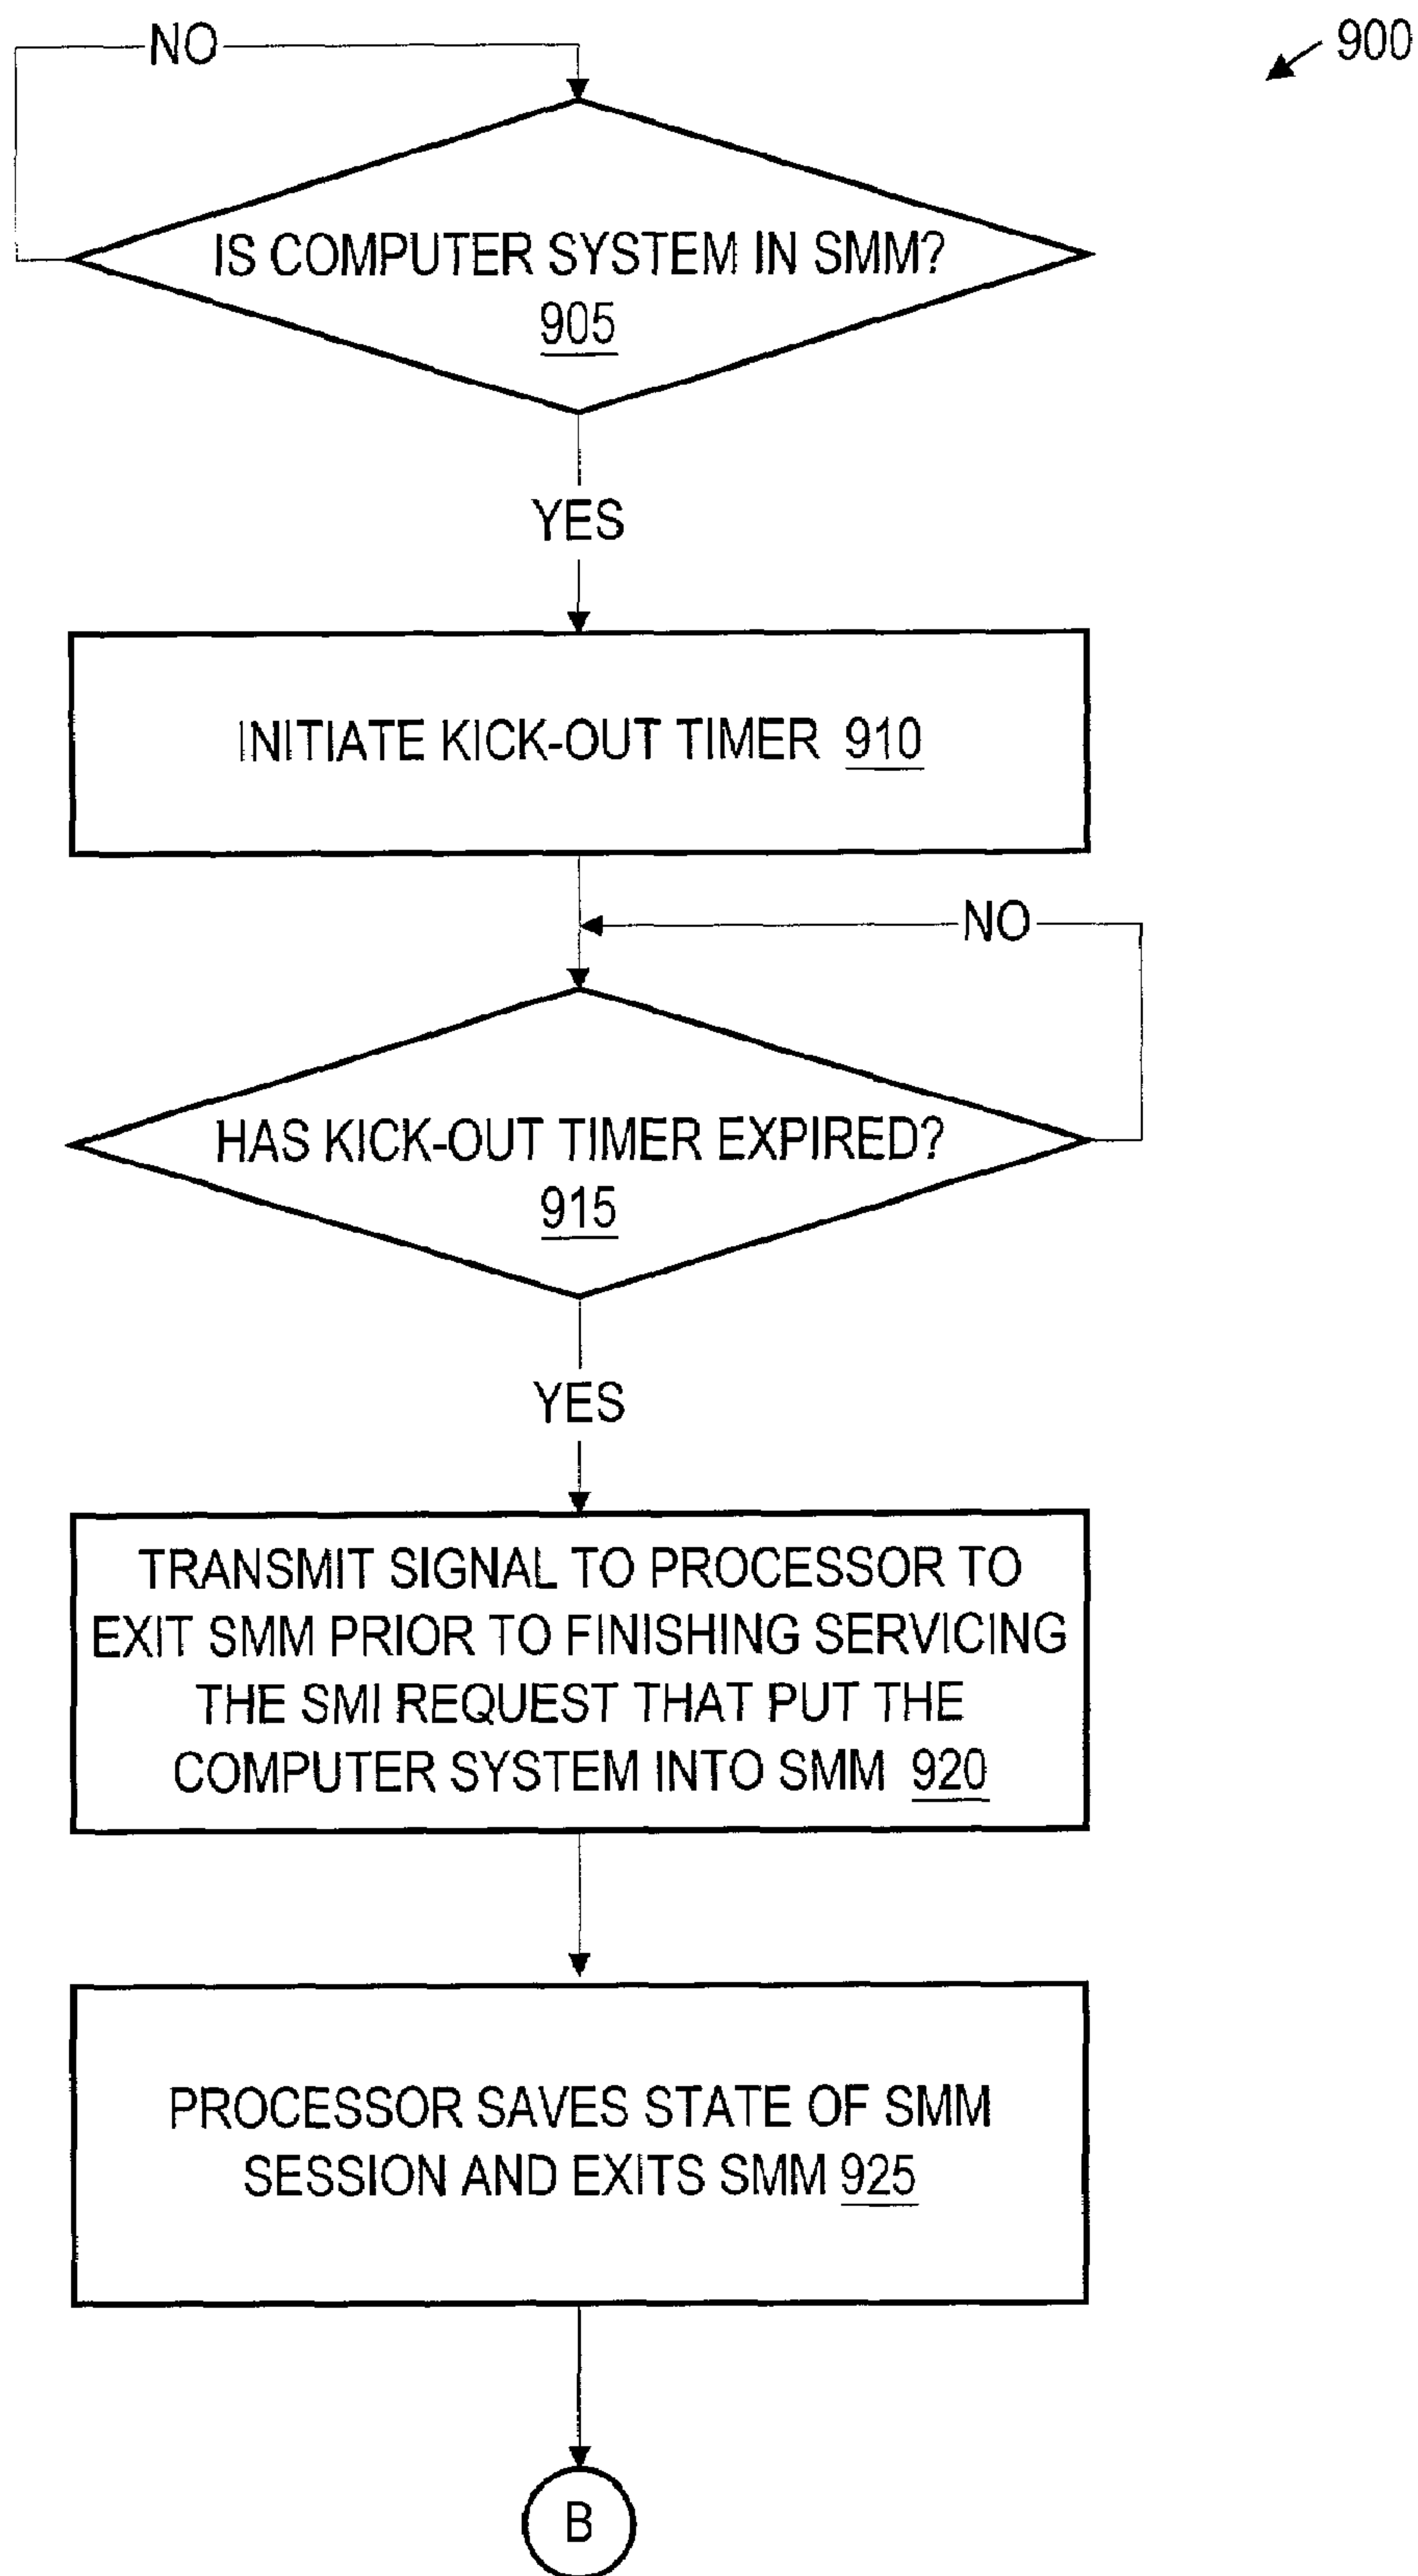 NO
900
IS COMPUTER SYSTEM IN SMM?
905
YES
INITIATE KICK-OUT TIMER 910
NO
HAS KICK-OUT TIMER EXPIRED?
915
YES
TRANSMIT SIGNAL TO PROCESSOR TO
EXIT SMM PRIOR TO FINISHING SERVICING
THE SMI REQUEST THAT PUT THE
COMPUTER SYSTEM INTO SMM 920
PROCESSOR SAVES STATE OF SMM
SESSION AND EXITS SMM 925
B